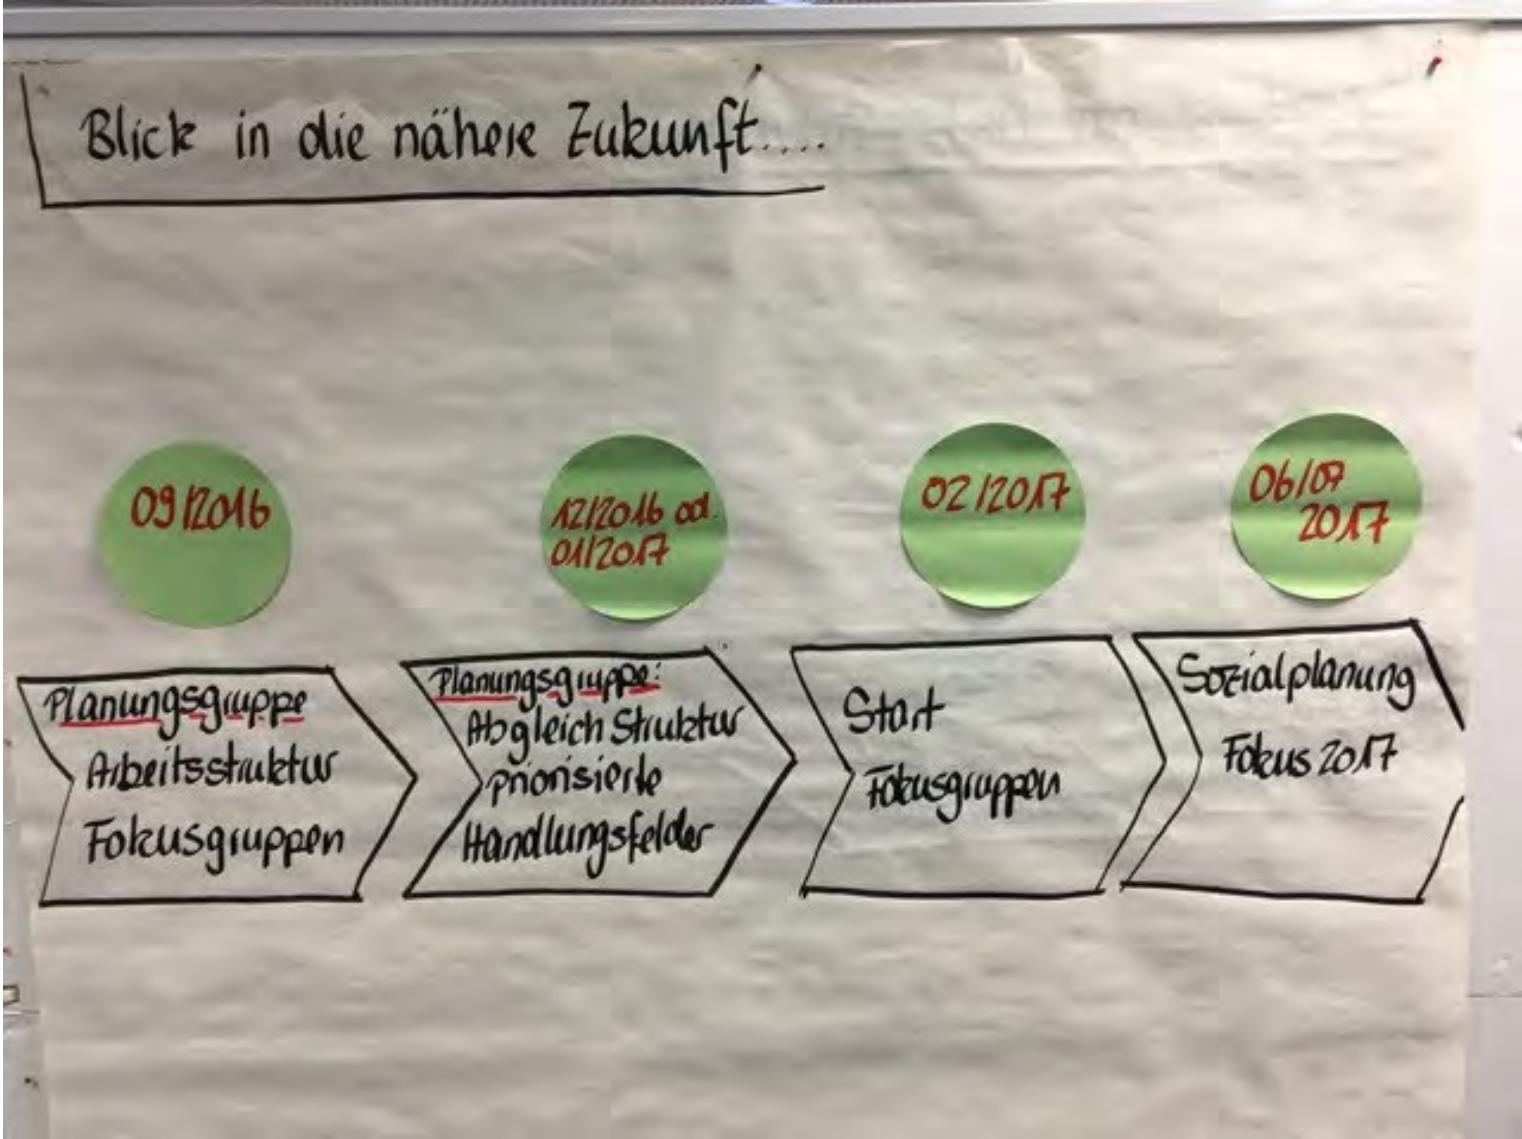 Blick in die nähere Zukunft.....
09/2016
12/2016 od.
01/2017
02/2017
06/07
2017
Planungsgruppe
Arbeitsstruktur
Fokusgruppen
Planungsgruppe:
Abgleich Struktur
priorisierte
Handlungsfelder
Start
Fokusgruppen
Sozialplanung
Fokus 2017